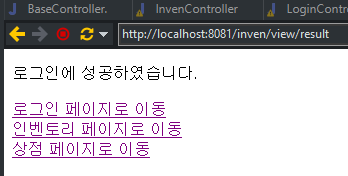 BaseController.
InvenController
LoginContro
http://localhost:8081/inven/view/result
로그인에 성공하였습니다.
로그인 페이지로 이동
인벤토리 페이지로 이동
상점 페이지로 이동